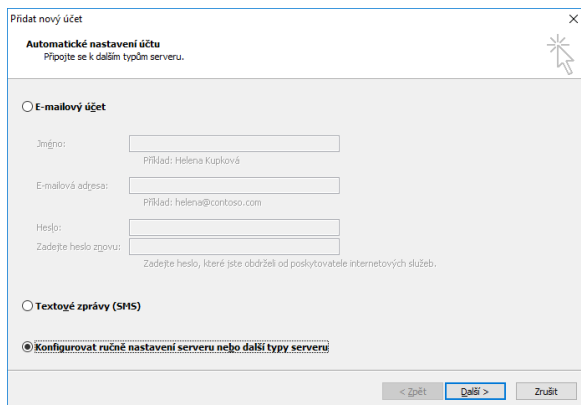 Přidat nový účet
Automatické nastavení účtu
Připojte se k dalším typům serveru.
E-mailový účet
Jméno:
Příklad: Helena Kupková
E-mailová adresa:
Příklad: helena@contoso.com
Heslo:
Zadejte heslo znovu:
Zadejte heslo, které jste obdrželi od poskytovatele internetových služeb.
Textové zprávy (SMS)
Konfigurovat ručně nastavení serveru nebo další typy serveru
< Zpět
Další >
Zrušit